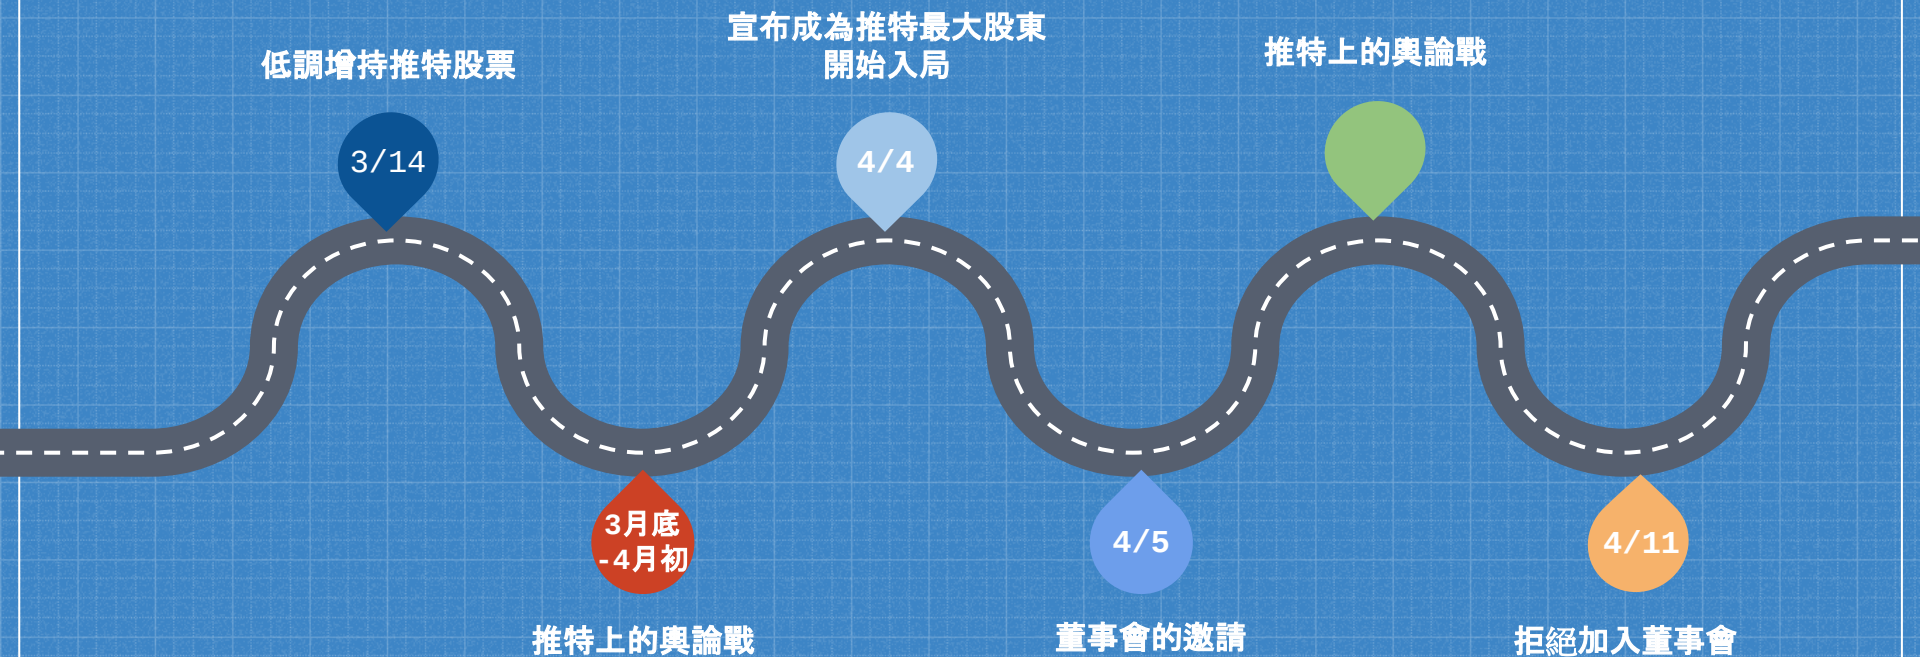 低調增持推特股票
3/14
3月底
-4月初
推特上的輿論戰
宣布成為推特最大股東
開始入局
4/4
4/5
董事會的邀請
推特上的輿論戰
4/11
拒絕加入董事會